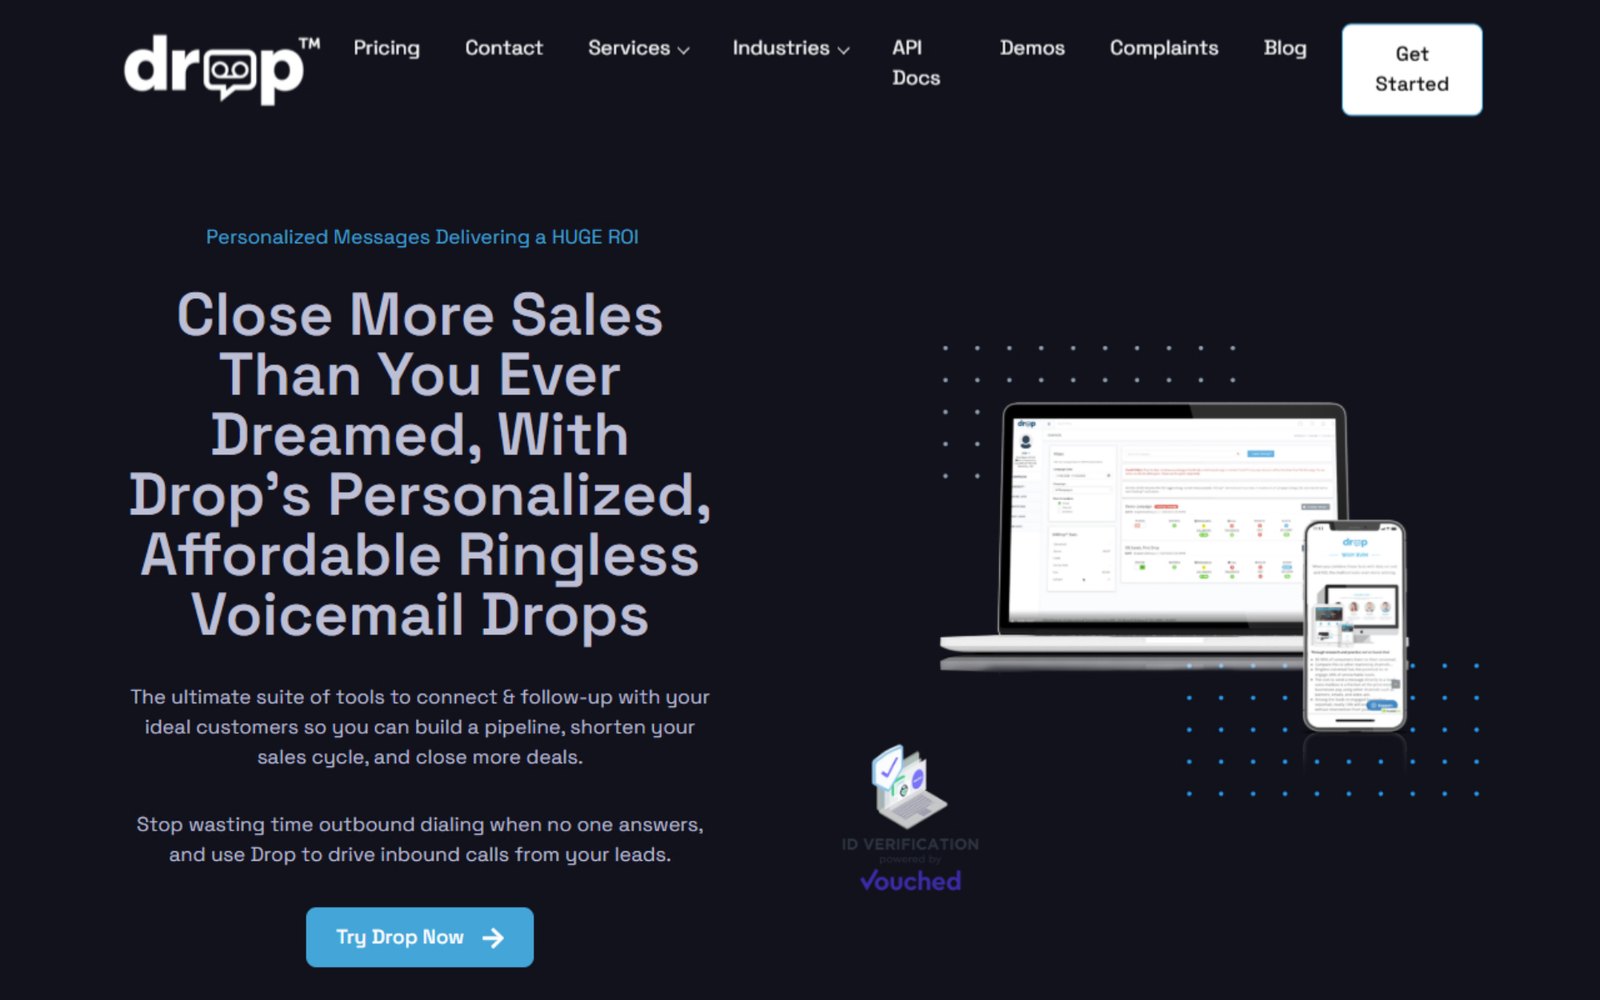 drop™
Pricing
Contact
Services
Industries
API
Docs
Demos
Complaints
Blog
Get
Started
Personalized Messages Delivering a HUGE ROI
Close More Sales
Than You Ever
Dreamed, With
Drop's Personalized,
Affordable Ringless
Voicemail Drops
The ultimate suite of tools to connect & follow-up with your
ideal customers so you can build a pipeline, shorten your
sales cycle, and close more deals.
Stop wasting time outbound dialing when no one answers,
and use Drop to drive inbound calls from your leads.
Try Drop Now
drop
drop
ID VERIFICATION
powered by
Vouched